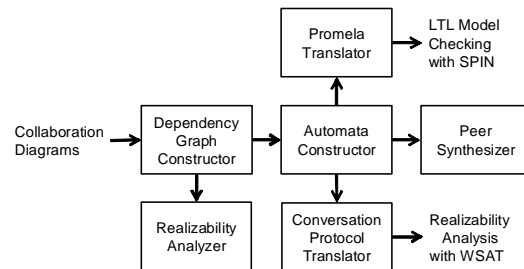 Promela
Translator
LTL Model
Checking
with SPIN
Collaboration
Diagrams
Dependency
Graph
Constructor
Automata
Constructor
Peer
Synthesizer
Realizability
Analyzer
Conversation
Protocol
Translator
Realizability
Analysis
with WSAT